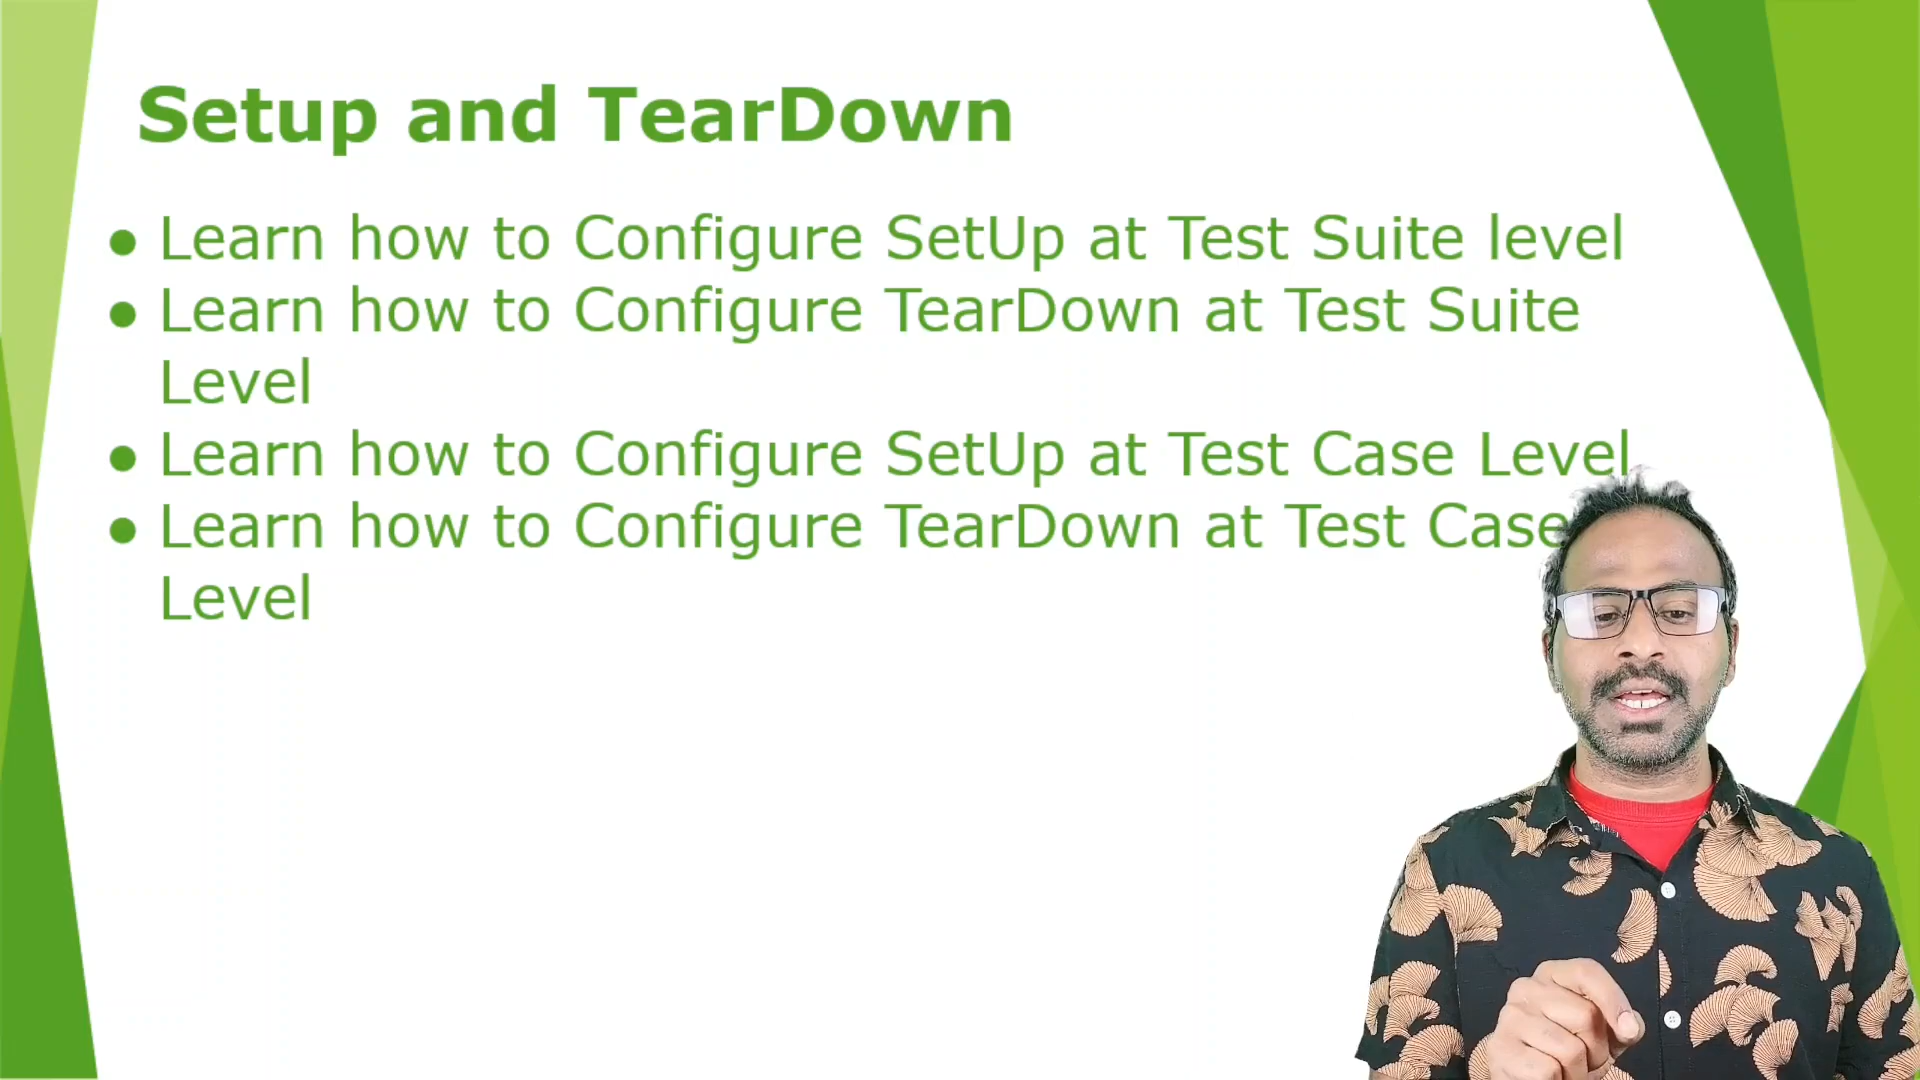 Setup and TearDown
● Learn how to Configure SetUp at Test Suite level
● Learn how to Configure TearDown at Test Suite
Level
● Learn how to Configure SetUp at Test Case Level
● Learn how to Configure TearDown at Test Case
Level